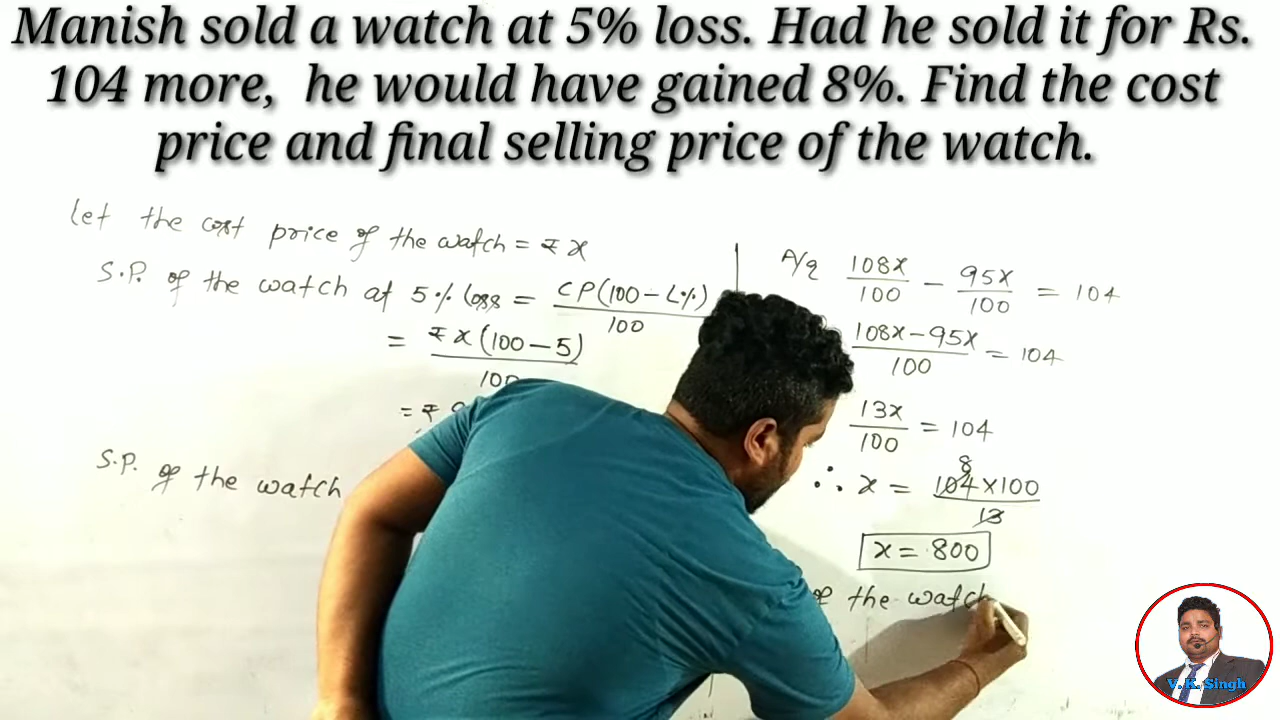 Manish sold a watch at 5% loss. Had he sold it for Rs.
104 more, he would have gained 8%. Find the cost
price and final selling price of the watch.
Let the cost price of the watch = ₹ x
S.P. of the watch at 5% Loss = CP(100 - L%)/100
= ₹ x (100 - 5)/100
= ₹ 9
S.P. of the watch
A/q 108x/100 - 95x/100 = 104
108x - 95x/100 = 104
13x/100 = 104
8
∴ x = 104 × 100/13
x = 800
of the watch
V. K. Singh